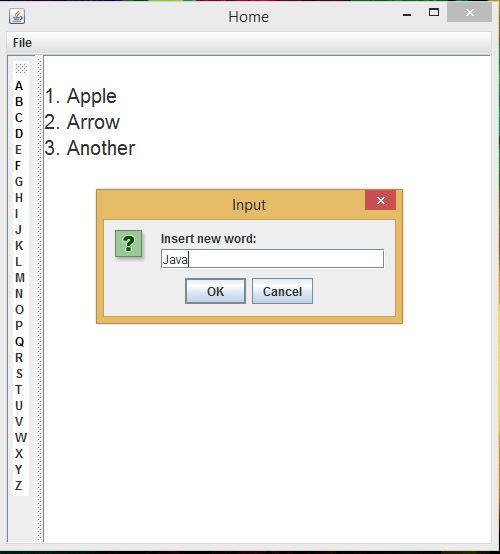 Home
File
A
B
C
D
E
F
G
H
I
J
K
L
M
N
O
P
Q
R
S
T
U
V
W
X
Y
Z
1. Apple
2. Arrow
3. Another
Input
?
Insert new word:
Java
OK Cancel